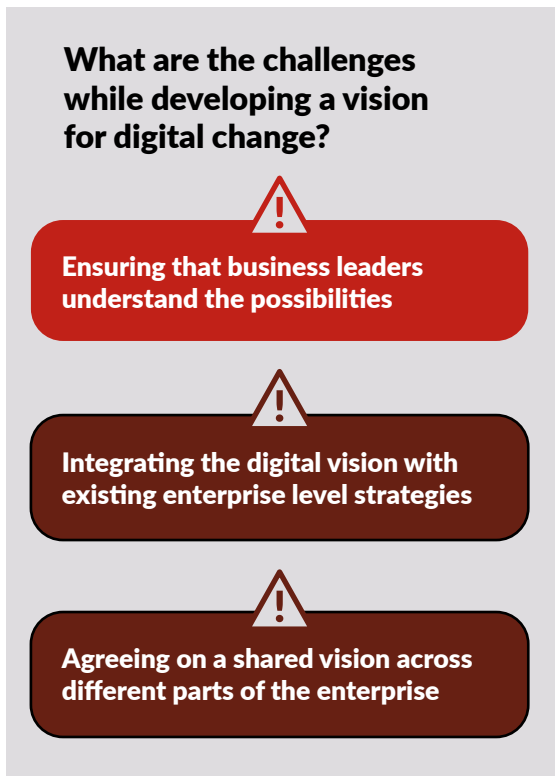 What are the challenges
while developing a vision
for digital change?
Ensuring that business leaders
understand the possibilities
Integrating the digital vision with
existing enterprise level strategies
Agreeing on a shared vision across
different parts of the enterprise